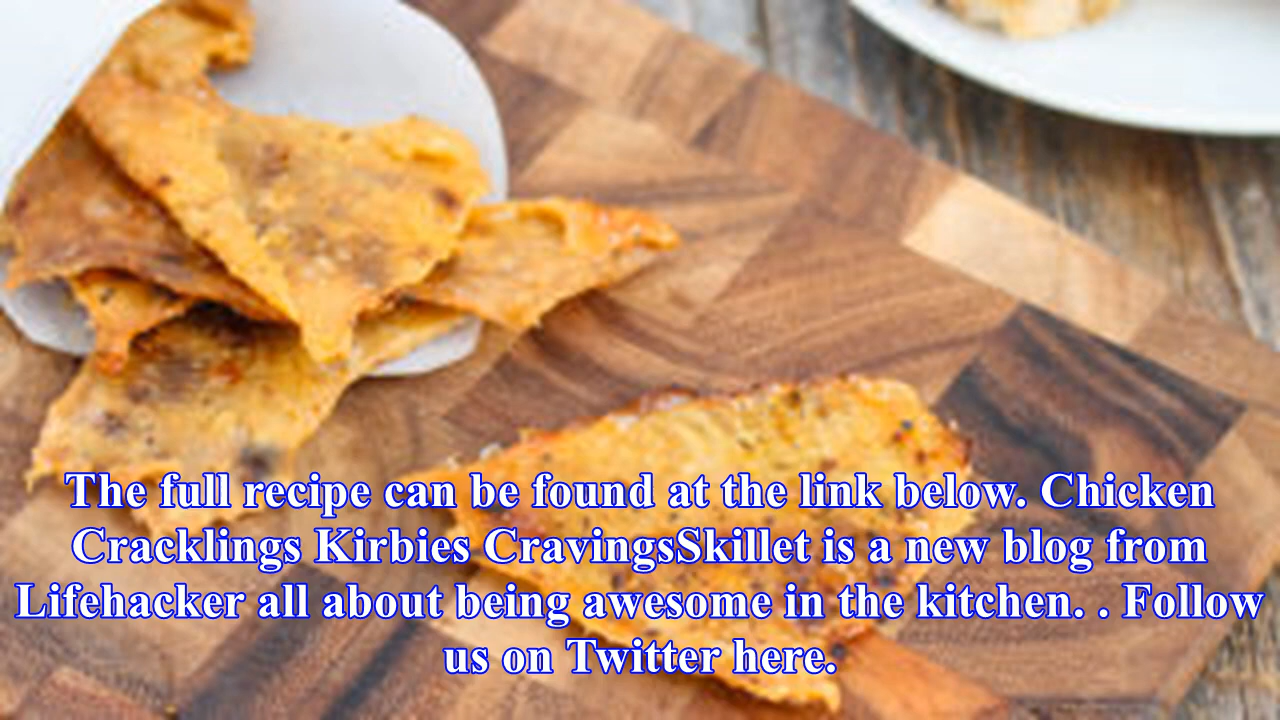 The full recipe can be found at the link below. Chicken
Cracklings Kirbies CravingsSkillet is a new blog from
Lifehacker all about being awesome in the kitchen. . Follow
us on Twitter here.